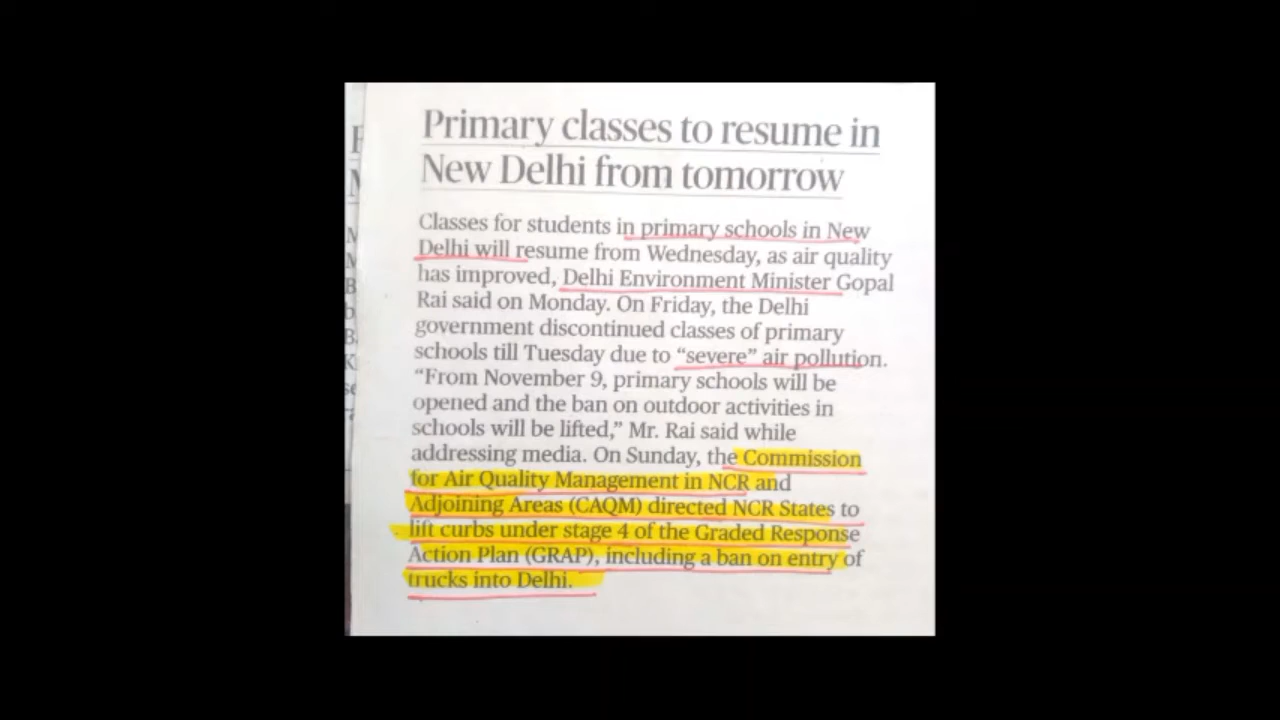 Primary classes to resume in
New Delhi from tomorrow
Classes for students in primary schools in New
Delhi will resume from Wednesday, as air quality
has improved, Delhi Environment Minister Gopal
Rai said on Monday. On Friday, the Delhi
government discontinued classes of primary
schools till Tuesday due to “severe” air pollution.
“From November 9, primary schools will be
opened and the ban on outdoor activities in
schools will be lifted,” Mr. Rai said while
addressing media. On Sunday, the Commission
for Air Quality Management in NCR and
Adjoining Areas (CAQM) directed NCR States to
lift curbs under stage 4 of the Graded Response
Action Plan (GRAP), including a ban on entry of
trucks into Delhi.